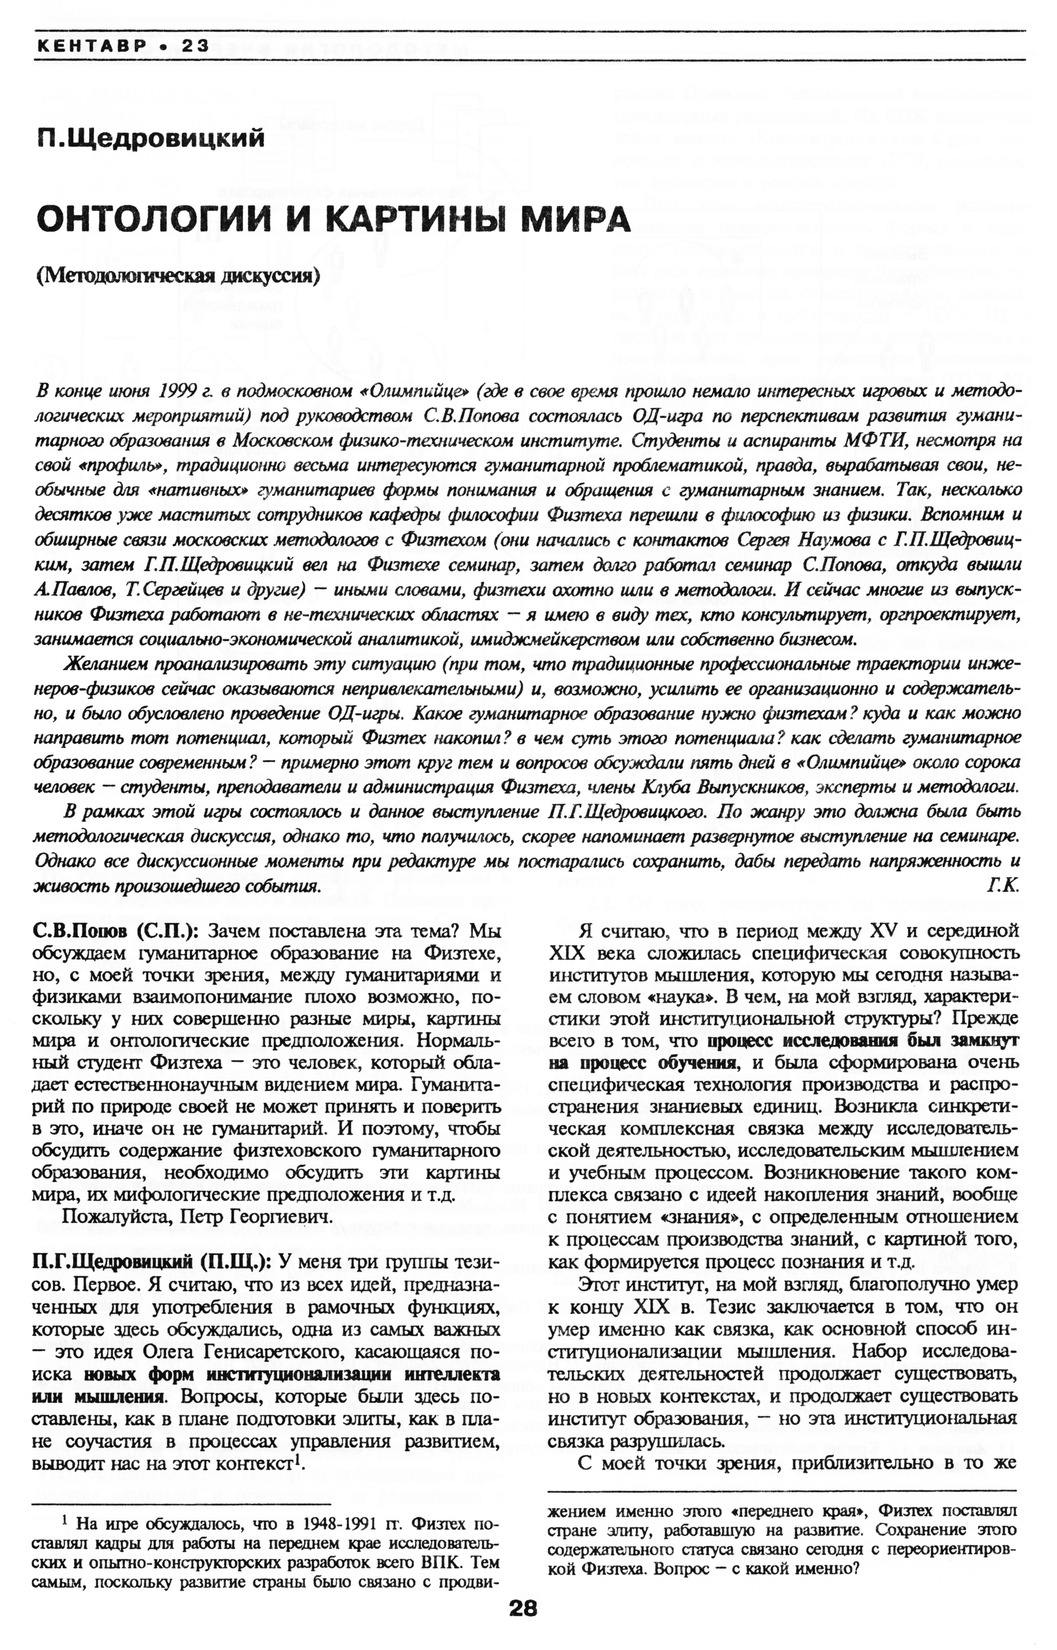 КЕНТАВР • 23
П.Щедровицкий
ОНТОЛОГИИ И КАРТИНЫ МИРА
(Методологическая дискуссия)
В конце июня 1999 г. в подмосковном «Олимпийце» (где в свое время прошло немало интересных игровых и методо-
логических мероприятий) под руководством С.В.Попова состоялась ОД-игра по перспективам развития гумани-
тарного образования в Московском физико-техническом институте. Студенты и аспиранты МФТИ, несмотря на
свой «профиль», традиционно весьма интересуются гуманитарной проблематикой, правда, вырабатывая свои, не-
обычные для «нативных» гуманитариев формы понимания и обращения с гуманитарным знанием. Так, несколько
десятков уже маститых сотрудников кафедры философии Физтеха перешли в философию из физики. Вспомним и
обширные связи московских методологов с Физтехом (они начались с контактов Сергея Наумова с Г.П.Щедровиц-
ким, затем Г.П.Щедровицкий вел на Физтехе семинар, затем долго работал семинар С.Попова, откуда вышли
А.Павлов, Т.Сергейцев и другие) — иными словами, физтехи охотно шли в методологи. И сейчас многие из выпуск-
ников Физтеха работают в не-технических областях — я имею в виду тех, кто консультирует, оргпроектирует,
занимается социально-экономической аналитикой, имиджмейкерством или собственно бизнесом.
Желанием проанализировать эту ситуацию (при том, что традиционные профессиональные траектории инже-
неров-физиков сейчас оказываются непривлекательными) и, возможно, усилить ее организационно и содержатель-
но, и было обусловлено проведение ОД-игры. Какое гуманитарное образование нужно физтехам? куда и как можно
направить тот потенциал, который Физтех накопил? в чем суть этого потенциала? как сделать гуманитарное
образование современным? — примерно этот круг тем и вопросов обсуждали пять дней в «Олимпийце» около сорока
человек — студенты, преподаватели и администрация Физтеха, члены Клуба Выпускников, эксперты и методологи.
В рамках этой игры состоялось и данное выступление П.Г.Щедровицкого. По жанру это должна была быть
методологическая дискуссия, однако то, что получилось, скорее напоминает развернутое выступление на семинаре.
Однако все дискуссионные моменты при редактуре мы постарались сохранить, дабы передать напряженность и
живость произошедшего события. Г.К.
С.В.Попов (С.П.): Зачем поставлена эта тема? Мы
обсуждаем гуманитарное образование на Физтехе,
но, с моей точки зрения, между гуманитариями и
физиками взаимопонимание плохо возможно, по-
скольку у них совершенно разные миры, картины
мира и онтологические предположения. Нормаль-
ный студент Физтеха — это человек, который обла-
дает естественнонаучным видением мира. Гуманита-
рий по природе своей не может принять и поверить
в это, иначе он не гуманитарий. И поэтому, чтобы
обсудить содержание физтеховского гуманитарного
образования, необходимо обсудить эти картины
мира, их мифологические предположения и т.д.
Пожалуйста, Петр Георгиевич.
П.Г.Щедровицкий (П.Щ.): У меня три группы тези-
сов. Первое. Я считаю, что из всех идей, предназна-
ченных для употребления в рамочных функциях,
которые здесь обсуждались, одна из самых важных
— это идея Олега Генисаретского, касающаяся по-
иска новых форм институционализации интеллекта
или мышления. Вопросы, которые были здесь по-
ставлены, как в плане подготовки элиты, как в пла-
не соучастия в процессах управления развитием,
выводит нас на этот контекст1.
1 На игре обсуждалось, что в 1948-1991 гг. Физтех по-
ставлял кадры для работы на переднем крае исследователь-
ских и опытно-конструкторских разработок всего ВПК. Тем
самым, поскольку развитие страны было связано с продви-
Я считаю, что в период между XV и серединой
XIX века сложилась специфическая совокупность
институтов мышления, которую мы сегодня называ-
ем словом «наука». В чем, на мой взгляд, характери-
стики этой институциональной структуры? Прежде
всего в том, что процесс исследования был замкнут
на процесс обучения, и была сформирована очень
специфическая технология производства и распро-
странения знаниевых единиц. Возникла синкрети-
ческая комплексная связка между исследователь-
ской деятельностью, исследовательским мышлением
и учебным процессом. Возникновение такого ком-
плекса связано с идеей накопления знаний, вообще
с понятием «знания», с определенным отношением
к процессам производства знаний, с картиной того,
как формируется процесс познания и т.д.
Этот институт, на мой взгляд, благополучно умер
к концу XIX в. Тезис заключается в том, что он
умер именно как связка, как основной способ ин-
ституционализации мышления. Набор исследова-
тельских деятельностей продолжает существовать,
но в новых контекстах, и продолжает существовать
институт образования, — но эта институциональная
связка разрушилась.
С моей точки зрения, приблизительно в то же
жением именно этого «переднего края», Физтех поставлял
стране элиту, работавшую на развитие. Сохранение этого
содержательного статуса связано сегодня с переориентиров-
кой Физтеха. Вопрос — с какой именно?
28